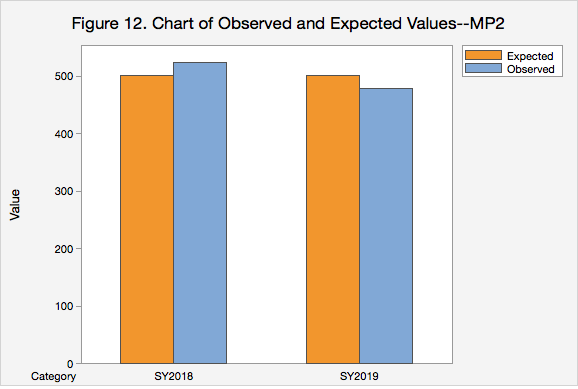 Figure 12. Chart of Observed and Expected Values--MP2
Expected
Observed
500
400
300
200
100
0
Value
Category
SY2018
SY2019